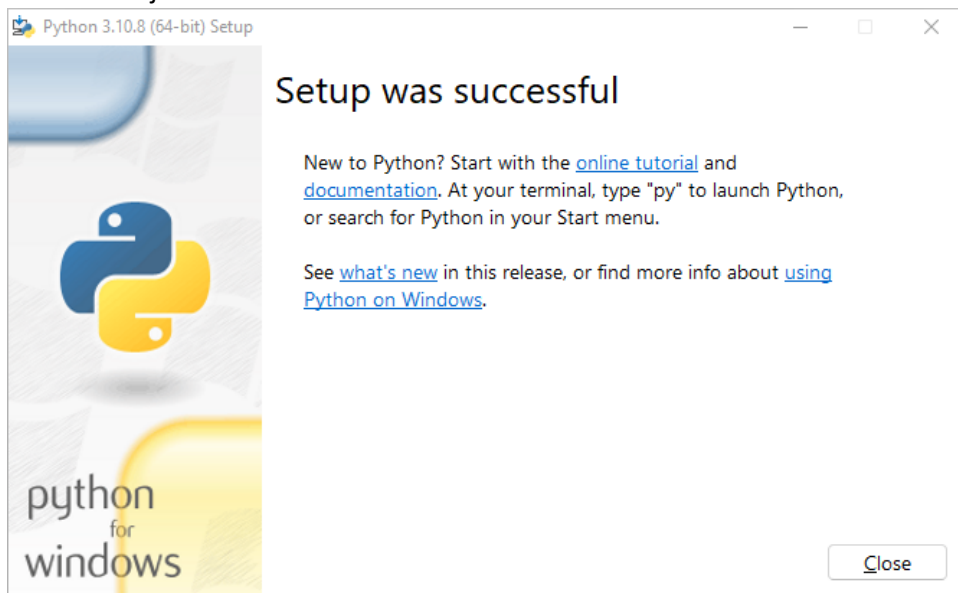 Python 3.10.8 (64-bit) Setup
Setup was successful
New to Python? Start with the online tutorial and
documentation. At your terminal, type "py" to launch Python,
or search for Python in your Start menu.
See what's new in this release, or find more info about using
Python on Windows.
python
for
windows
Close